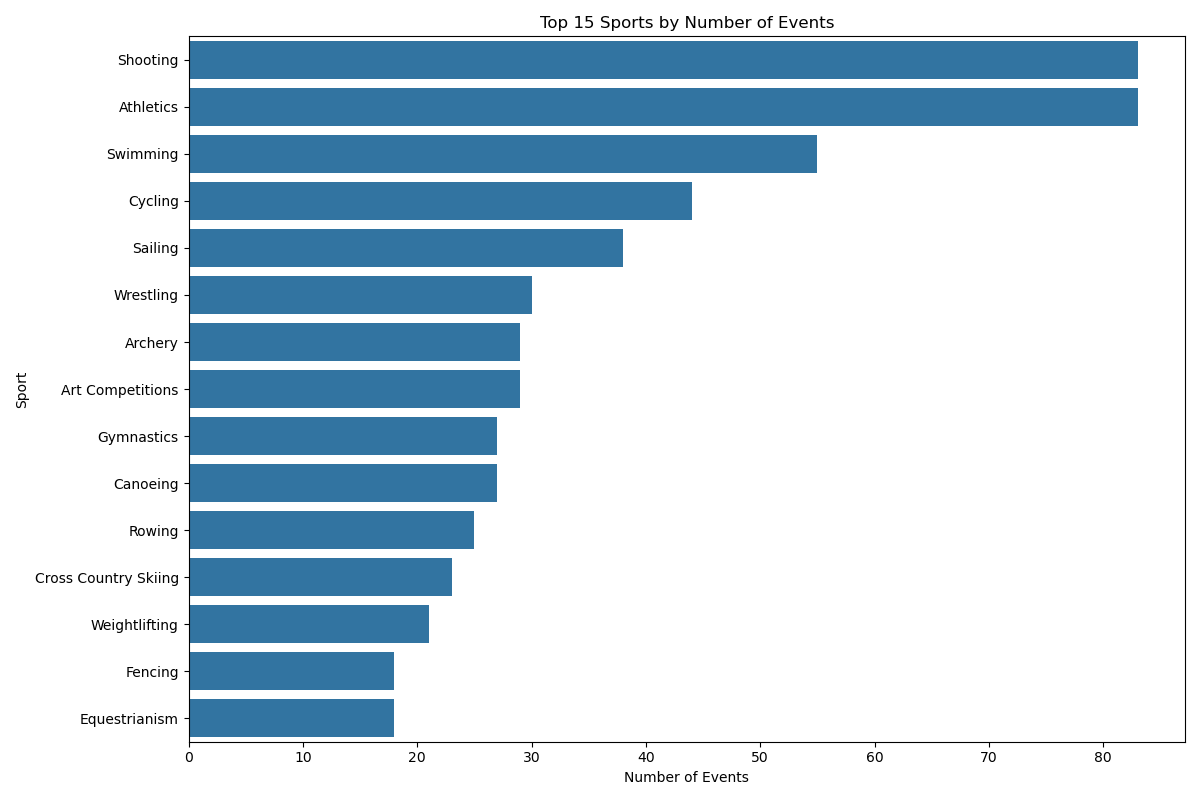 Top 15 Sports by Number of Events
Shooting
Athletics
Swimming
Cycling
Sailing
Wrestling
Archery
Art Competitions
Gymnastics
Canoeing
Rowing
Cross Country Skiing
Weightlifting
Fencing
Equestrianism
Sport
0 10 20 30 40 50 60 70 80
Number of Events